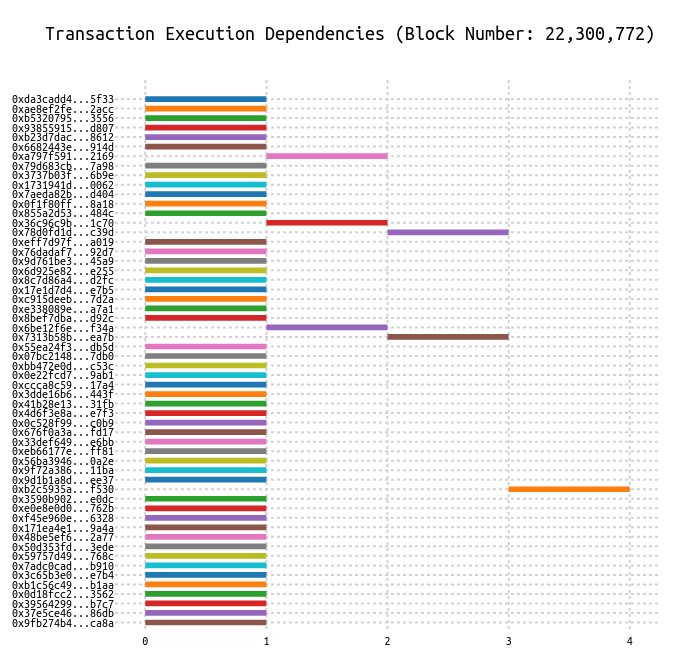 Transaction Execution Dependencies (Block Number: 22,300,772)
0xda3cadd4...5f33
0xae8ef2fe...2acc
0xb5320795...3556
0x93855915...d807
0xb23d7dac...8612
0x6682443e...914d
0xa797f591...2169
0x79d683cb...7a98
0x3737b03f...6b9e
0x1731941d...0062
0x7aeda82b...d404
0x0f1f80ff...8a18
0x855a2d53...484c
0x36c96c9b...1c70
0x78d0fd1d...c39d
0xeff7d97f...a019
0x76dadaf7...92d7
0x9d761be3...45a9
0x6d925e82...e255
0x8c7d86a4...d2fc
0x17e1d7d4...e7b5
0xc915deeb...7d2a
0xe338089e...a7a1
0x8bef7dba...d92c
0x6be12f6e...f34a
0x7313b58b...ea7b
0x55ea24f3...db5d
0x07bc2148...7db0
0xbb472e0d...c53c
0x0e22fcd7...9ab1
0xccca8c59...17a4
0x3dde16b6...443f
0x41b28e13...31fb
0x4d6f3e8a...e7f3
0x0c528f99...c0b9
0x676f0a3a...fd17
0x33def649...e6bb
0xeb66177e...ff81
0x56ba3946...0a2e
0x9f72a386...11ba
0x9d1b1a8d...ee37
0xb2c5935a...f530
0x3590b902...e0dc
0xe0e8e0d0...762b
0xf45e960e...6328
0x171ea4e1...9a4a
0x48be5ef6...2a77
0x50d353fd...3ede
0x59757d49...768c
0x7adc0cad...b910
0x3c65b3e0...e7b4
0xb1c56c49...b1aa
0x0d18fcc2...3562
0x39564299...b7c7
0x37e5ce46...86db
0x9fb274b4...ca8a
0 1 2 3 4